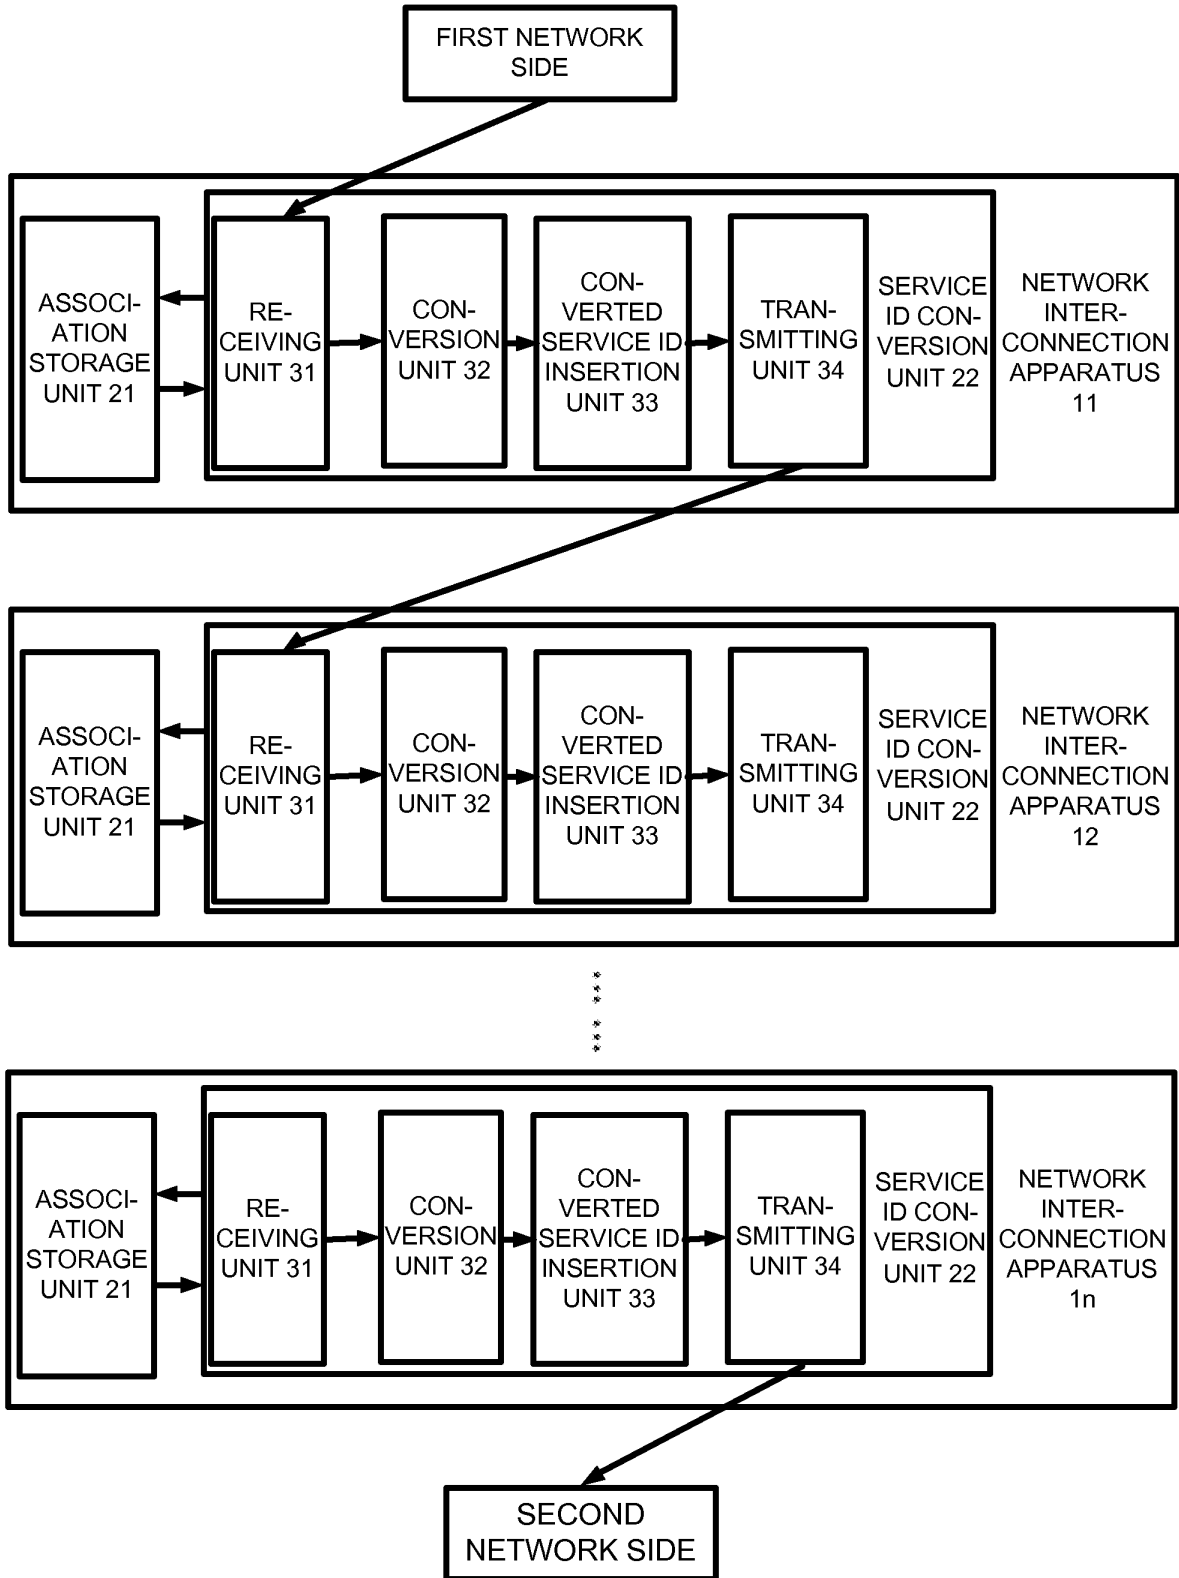 FIRST NETWORK
SIDE
ASSOCI-
ATION
STORAGE
UNIT 21
RE-
CEIVING
UNIT 31
CON-
VERSION
UNIT 32
CON-
VERTED
SERVICE ID
INSERTION
UNIT 33
TRAN-
SMITTING
UNIT 34
SERVICE
ID CON-
VERSION
UNIT 22
NETWORK
INTER-
CONNECTION
APPARATUS
11
ASSOCI-
ATION
STORAGE
UNIT 21
RE-
CEIVING
UNIT 31
CON-
VERSION
UNIT 32
CON-
VERTED
SERVICE ID
INSERTION
UNIT 33
TRAN-
SMITTING
UNIT 34
SERVICE
ID CON-
VERSION
UNIT 22
NETWORK
INTER-
CONNECTION
APPARATUS
12
ASSOCI-
ATION
STORAGE
UNIT 21
RE-
CEIVING
UNIT 31
CON-
VERSION
UNIT 32
CON-
VERTED
SERVICE ID
INSERTION
UNIT 33
TRAN-
SMITTING
UNIT 34
SERVICE
ID CON-
VERSION
UNIT 22
NETWORK
INTER-
CONNECTION
APPARATUS
1n
SECOND
NETWORK SIDE